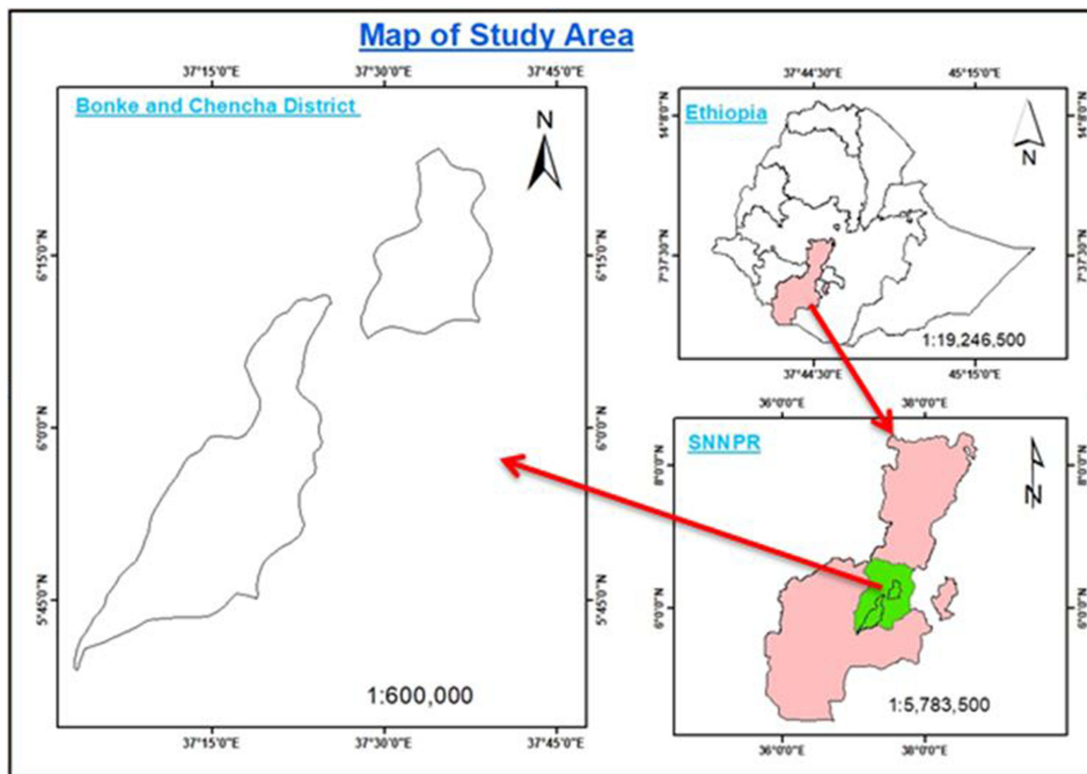 Map of Study Area
37°15'0"E 37°30'0"E 37°45'0"E
Bonke and Chencha District
N
6°15'0"N 6°15'0"N
6°0'0"N 6°0'0"N
5°45'0"N 5°45'0"N
1:600,000
37°15'0"E 37°30'0"E 37°45'0"E
37°44'30"E 45°15'0"E
Ethiopia
N
14°8'0"N 14°8'0"N
7°37'30"N 7°37'30"N
1:19,246,500
37°44'30"E 45°15'0"E
36°0'0"E 38°0'0"E
SNNPR
N
8°0'0"N 8°0'0"N
6°0'0"N 6°0'0"N
1:5,783,500
36°0'0"E 38°0'0"E